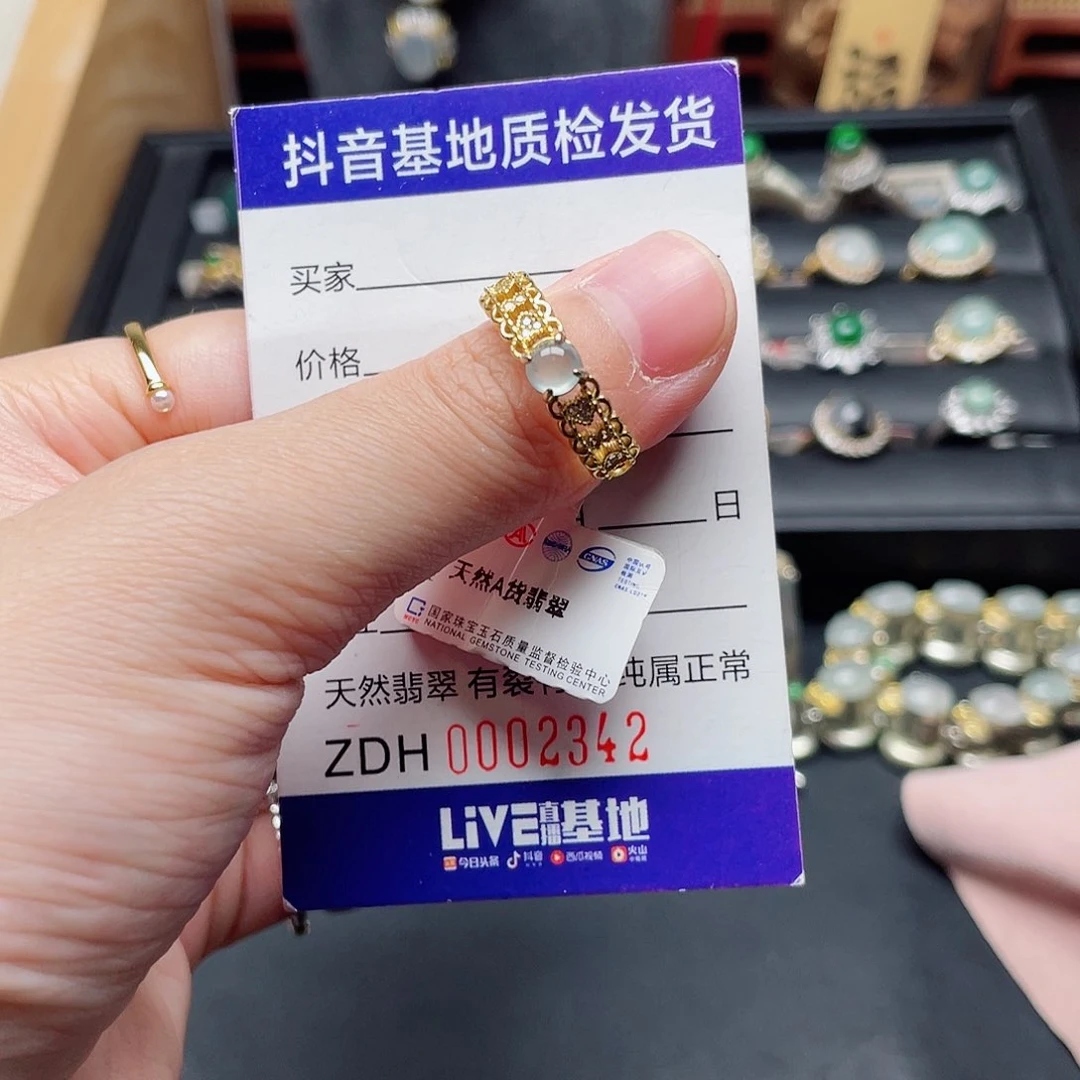 抖音基地质检发货
买家
价格
日
天然A货翡翠
国家珠宝玉石质量监督检验中心
NATIONAL GEMSTONE TESTING CENTER
天然翡翠 有裂 纯属正常
ZDH 0002342
LIVE直播基地
今日头条 抖音 西瓜视频 火山